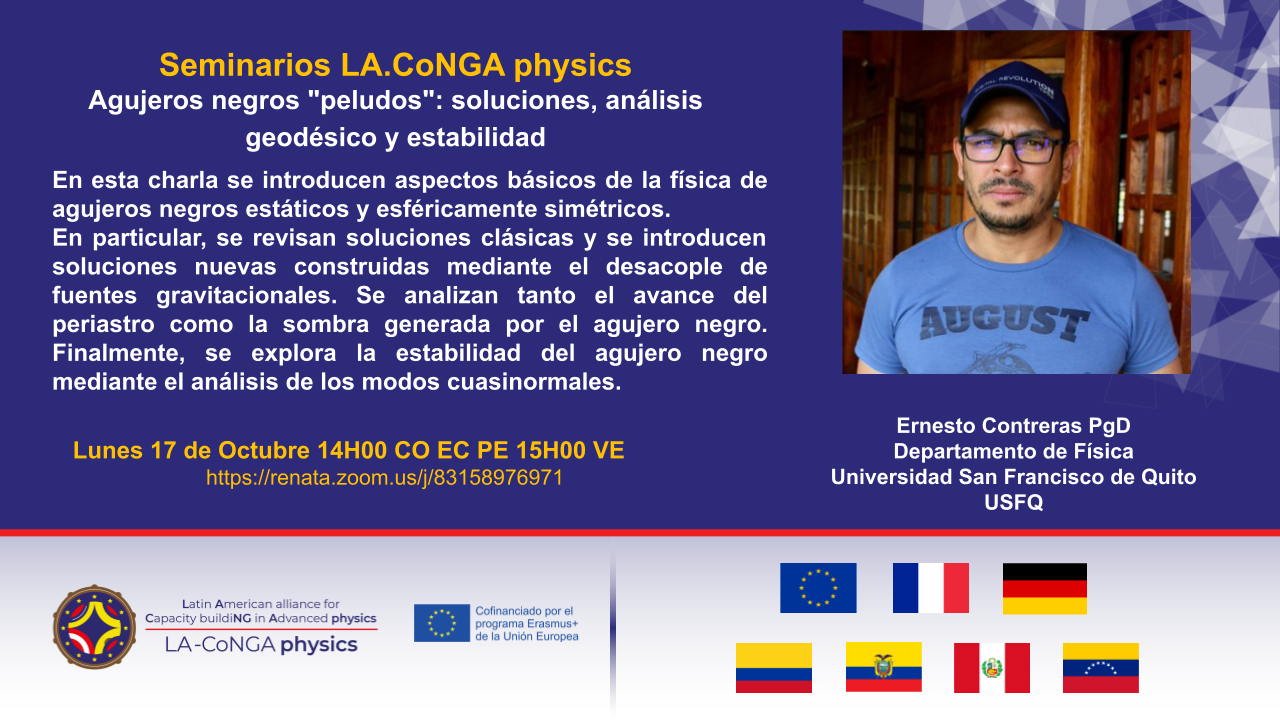 Seminarios LA.CoNGA physics
Agujeros negros "peludos": soluciones, análisis
geodésico y estabilidad
En esta charla se introducen aspectos básicos de la física de
agujeros negros estáticos y esféricamente simétricos.
En particular, se revisan soluciones clásicas y se introducen
soluciones nuevas construidas mediante el desacople de
fuentes gravitacionales. Se analizan tanto el avance del
periastro como la sombra generada por el agujero negro.
Finalmente, se explora la estabilidad del agujero negro
mediante el análisis de los modos cuasinormales.
Lunes 17 de Octubre 14H00 CO EC PE 15H00 VE
https://renata.zoom.us/j/83158976971
REVOLUTION
AUGUST
Ernesto Contreras PgD
Departamento de Física
Universidad San Francisco de Quito
USFQ
Latin American alliance for
Capacity buildiNG in Advanced physics
LA-CoNGA physics
Cofinanciado por el
programa Erasmus+
de la Unión Europea